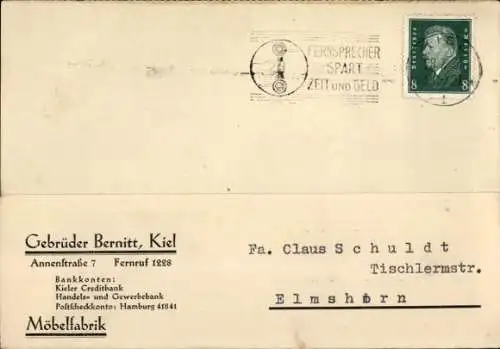 FERNSPRECHER
SPART
ZEIT UND GELD
Deutsches Reich
8 8
Gebrüder Bernitt, Kiel
Annenstraße 7 Fernruf 1228
Bankkonten:
Kieler Creditbank
Handels- und Gewerbebank
Postscheckkonto: Hamburg 41841
Möbelfabrik
Fa. Claus Schuldt
Tischlermstr.
Elmshorn